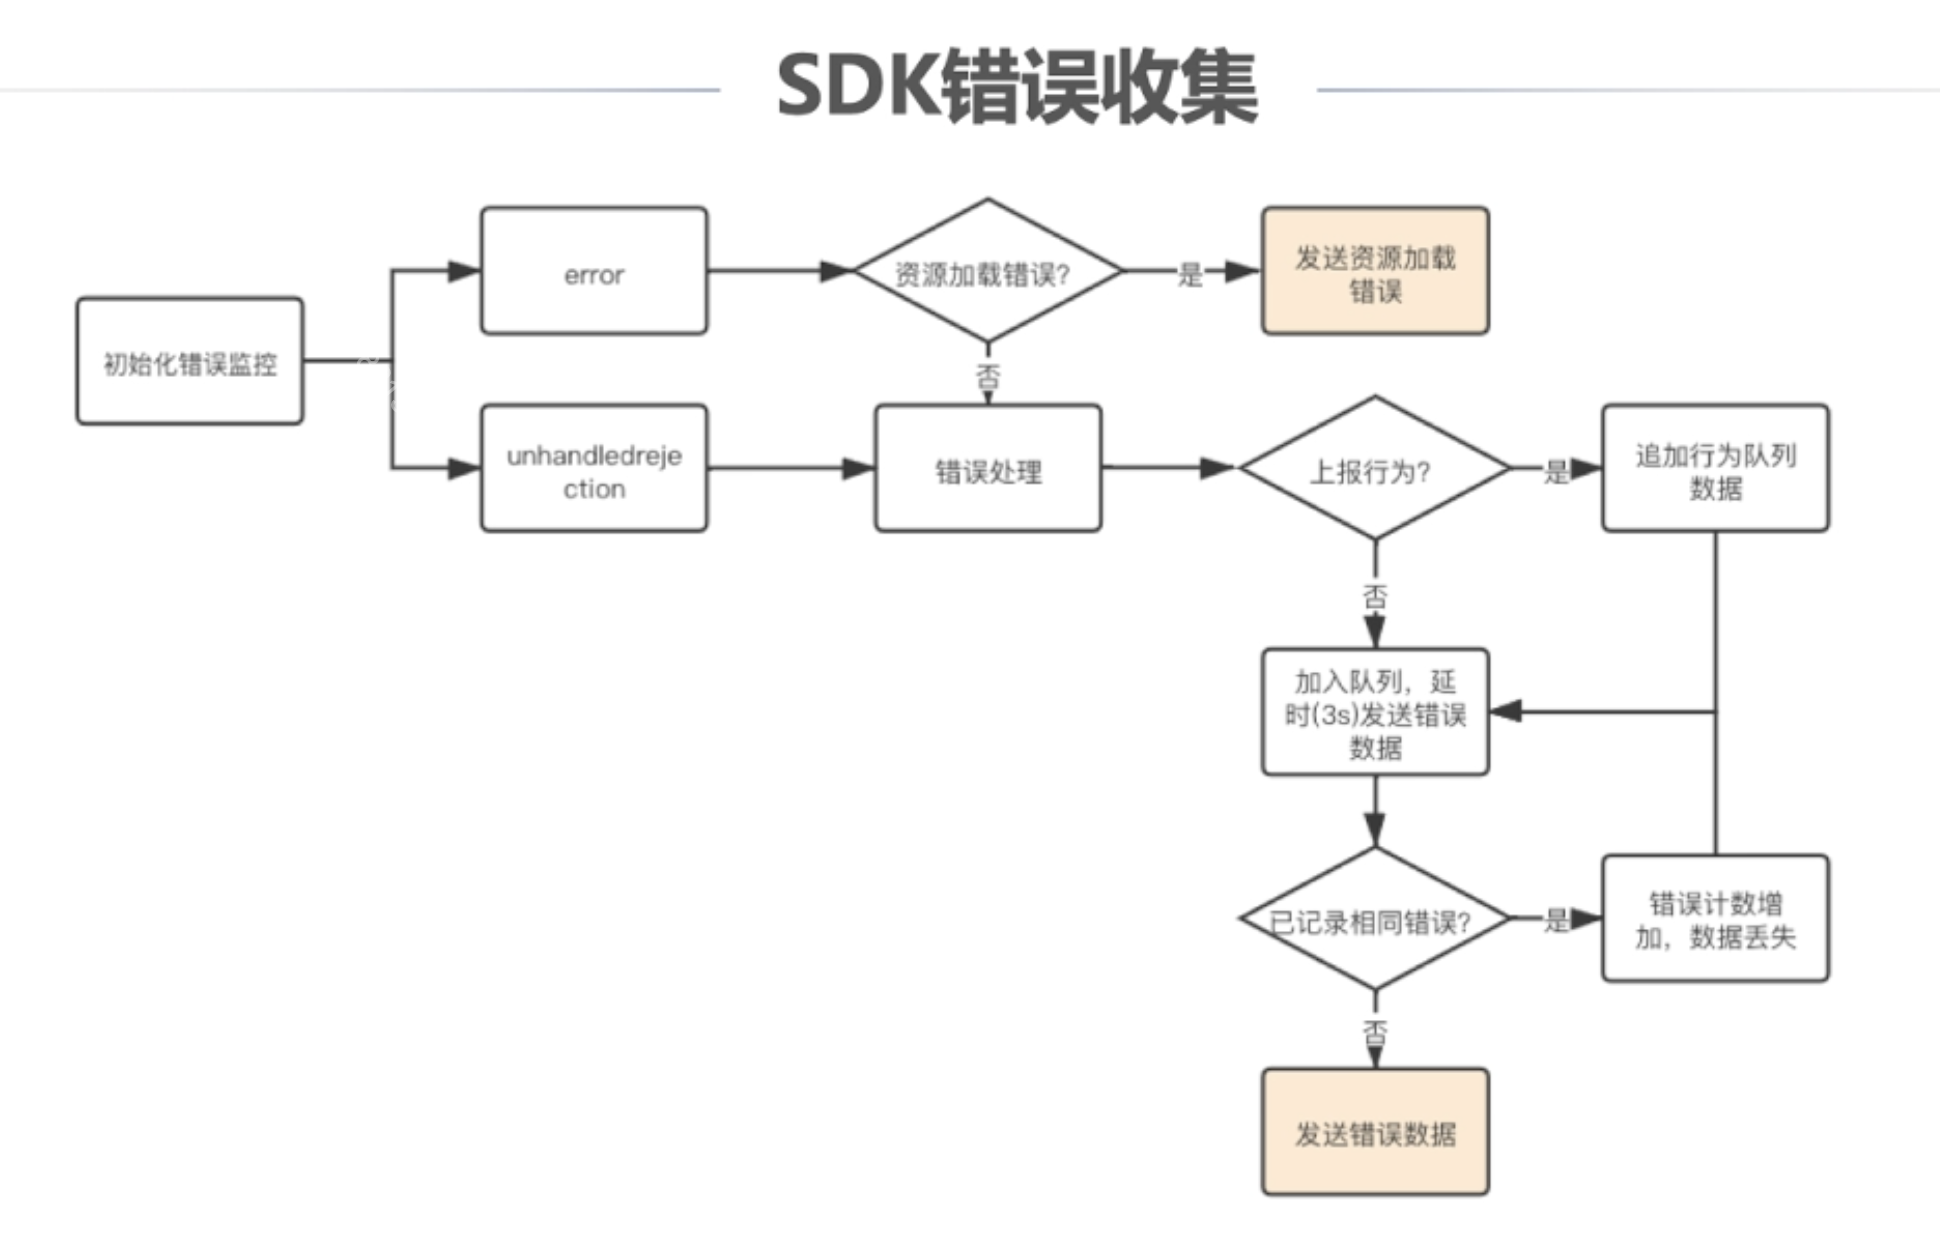 SDK错误收集
error
资源加载错误?
是
发送资源加载
错误
初始化错误监控
否
unhandledreje
ction
错误处理
上报行为?
是
追加行为队列
数据
否
加入队列，延
时(3s)发送错误
数据
已记录相同错误?
是
错误计数增
加，数据丢失
否
发送错误数据